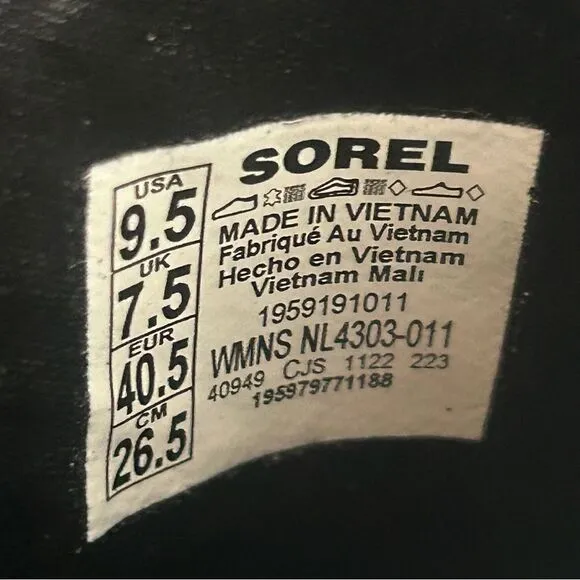 SOREL
USA
9.5
UK
7.5
EUR
40.5
CM
26.5
MADE IN VIETNAM
Fabriqué Au Vietnam
Hecho en Vietnam
Vietnam Malı
1959191011
WMNS NL4303-011
40949 CJS 1122 223
195979771188